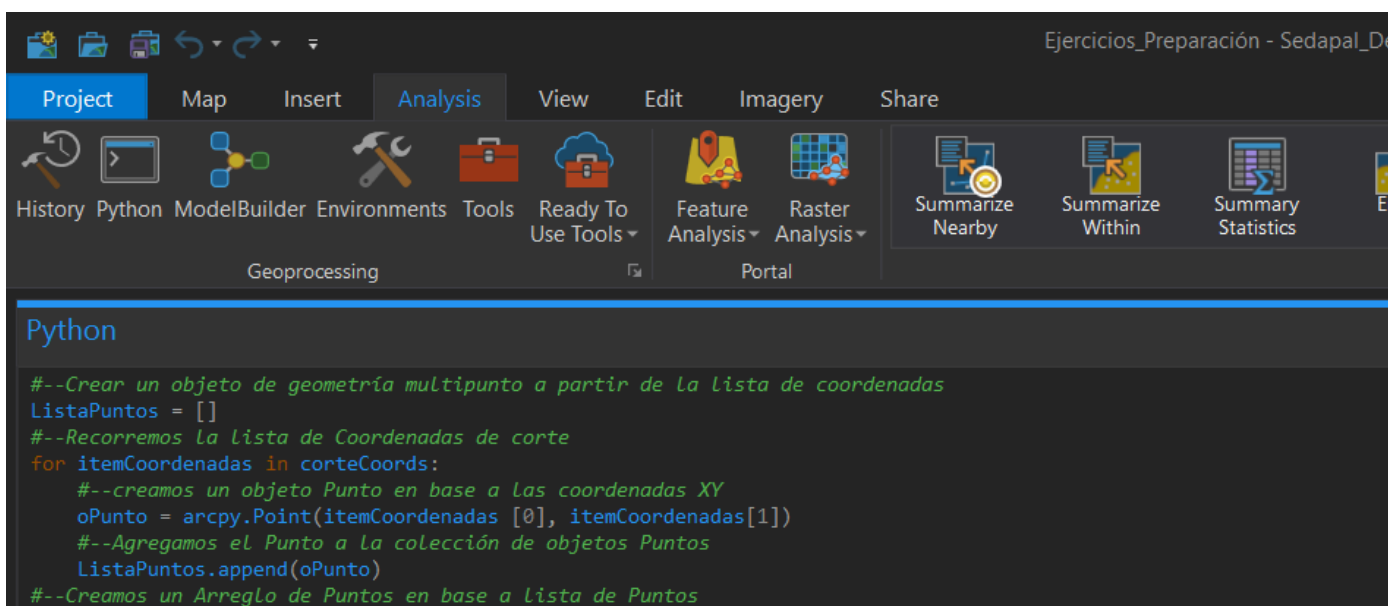 Ejercicios_Preparación - Sedapal_De
Project Map Insert Analysis View Edit Imagery Share
History Python ModelBuilder Environments Tools Ready To Use Tools Feature Analysis Raster Analysis Summarize Nearby Summarize Within Summary Statistics E
Geoprocessing Portal
Python
#--Crear un objeto de geometría multipunto a partir de la lista de coordenadas
ListaPuntos = []
#--Recorremos la lista de Coordenadas de corte
for itemCoordenadas in corteCoords:
    #--creamos un objeto Punto en base a las coordenadas XY
    oPunto = arcpy.Point(itemCoordenadas [0], itemCoordenadas[1])
    #--Agregamos el Punto a la colección de objetos Puntos
    ListaPuntos.append(oPunto)
#--Creamos un Arreglo de Puntos en base a lista de Puntos